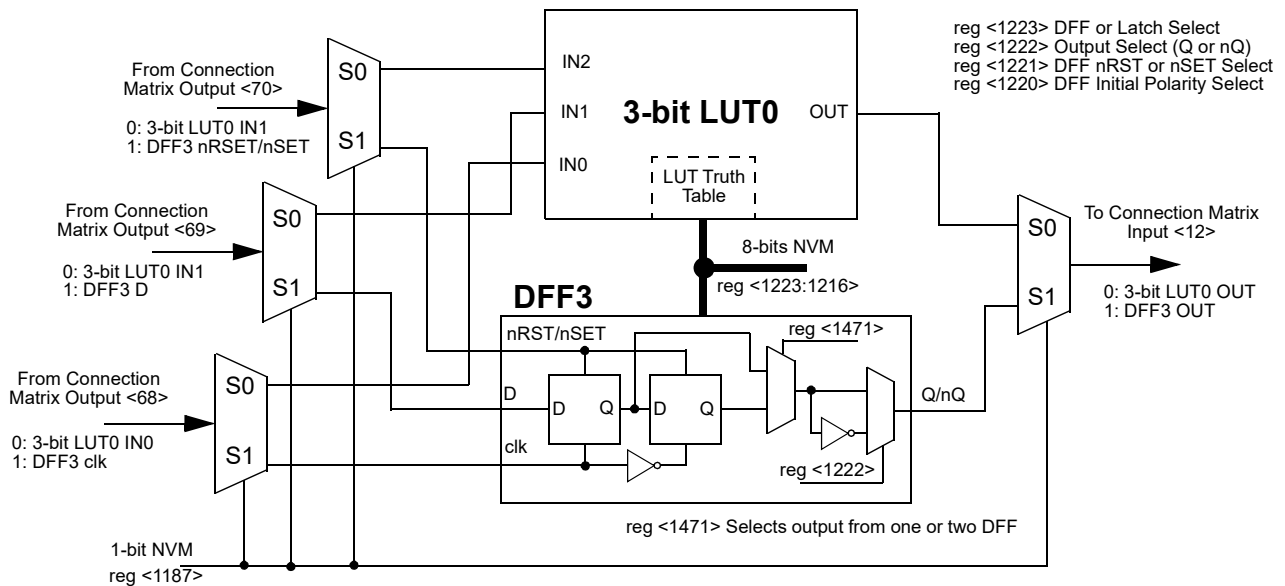 reg <1223> DFF or Latch Select
reg <1222> Output Select (Q or nQ)
reg <1221> DFF nRST or nSET Select
reg <1220> DFF Initial Polarity Select
From Connection
Matrix Output <70>
0: 3-bit LUT0 IN1
1: DFF3 nRSET/nSET
S0
S1
From Connection
Matrix Output <69>
0: 3-bit LUT0 IN1
1: DFF3 D
S0
S1
From Connection
Matrix Output <68>
0: 3-bit LUT0 IN0
1: DFF3 clk
S0
S1
IN2
IN1
IN0
3-bit LUT0
OUT
LUT Truth
Table
8-bits NVM
reg <1223:1216>
DFF3
nRST/nSET
D
clk
D
Q
D
Q
reg <1471>
reg <1222>
Q/nQ
S0
S1
To Connection Matrix
Input <12>
0: 3-bit LUT0 OUT
1: DFF3 OUT
reg <1471> Selects output from one or two DFF
1-bit NVM
reg <1187>